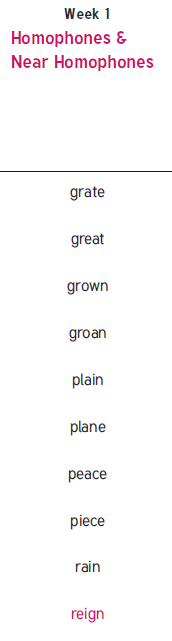 Week 1
Homophones &
Near Homophones
grate
great
grown
groan
plain
plane
peace
piece
rain
reign